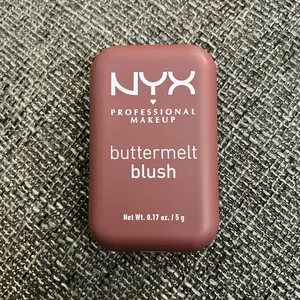 NYX
PROFESSIONAL
MAKEUP
buttermelt
blush
Net Wt. 0.17 oz. / 5 g